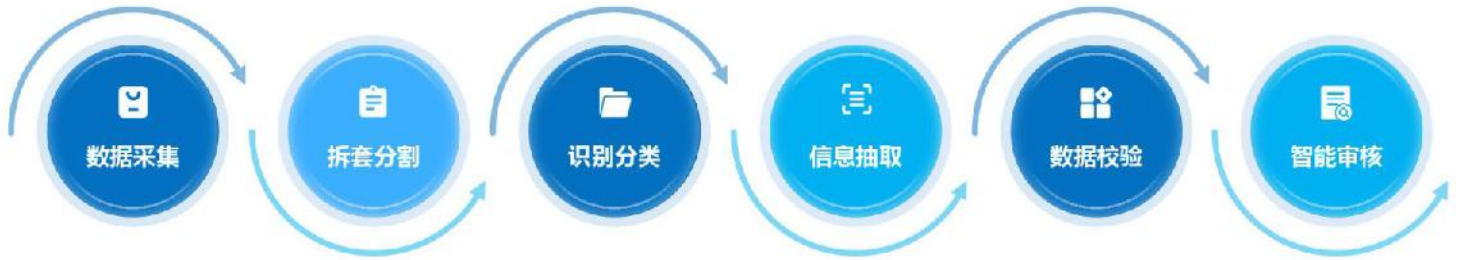 数据采集
拆套分割
识别分类
信息抽取
数据校验
智能审核